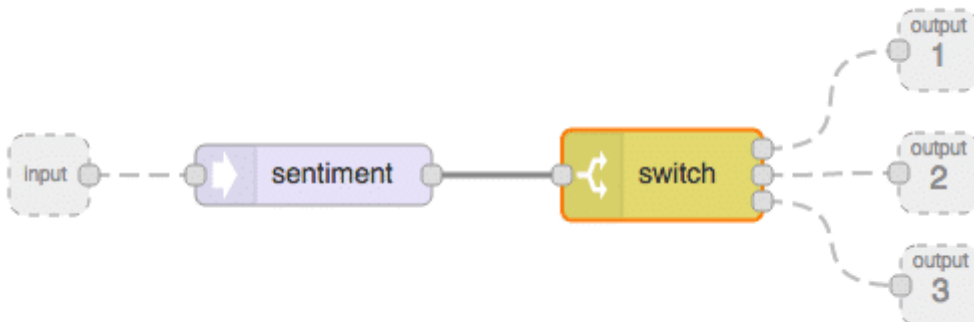 input
sentiment
switch
output
1
output
2
output
3